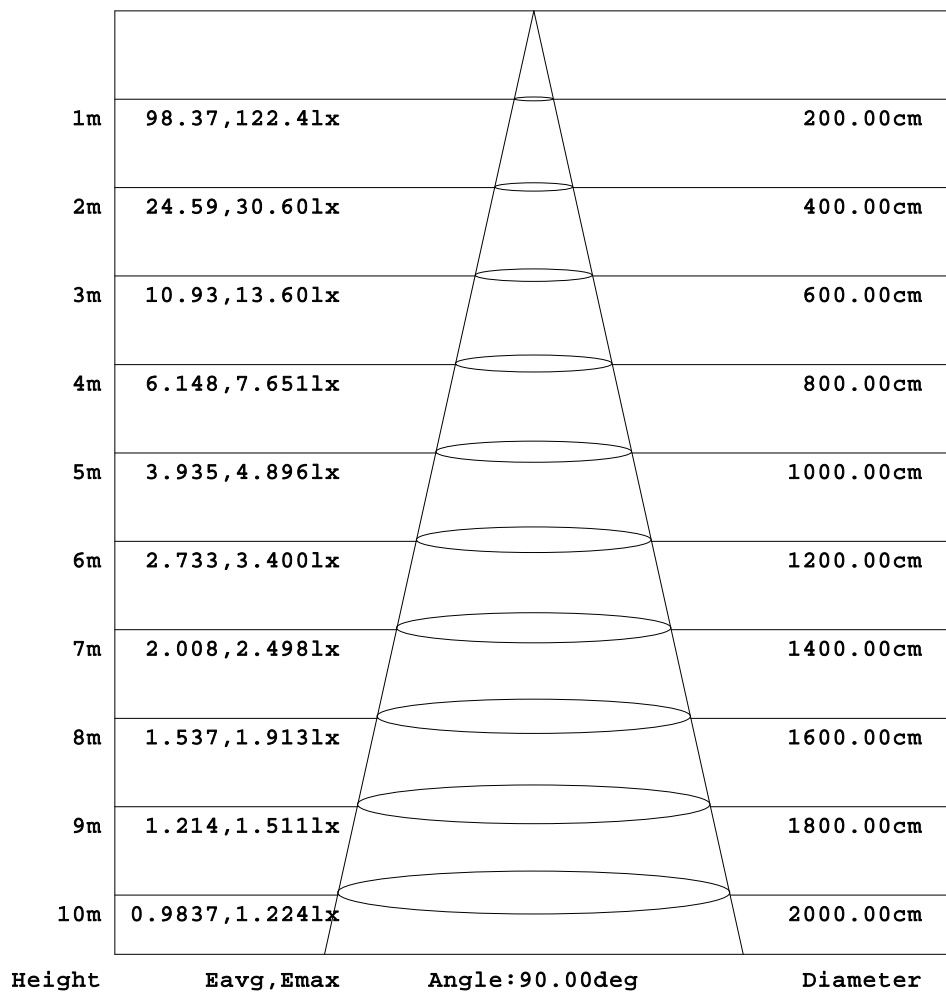 1m 98.37,122.4lx 200.00cm
2m 24.59,30.60lx 400.00cm
3m 10.93,13.60lx 600.00cm
4m 6.148,7.651lx 800.00cm
5m 3.935,4.896lx 1000.00cm
6m 2.733,3.400lx 1200.00cm
7m 2.008,2.498lx 1400.00cm
8m 1.537,1.913lx 1600.00cm
9m 1.214,1.511lx 1800.00cm
10m 0.9837,1.224lx 2000.00cm
Height Eavg,Emax Angle:90.00deg Diameter